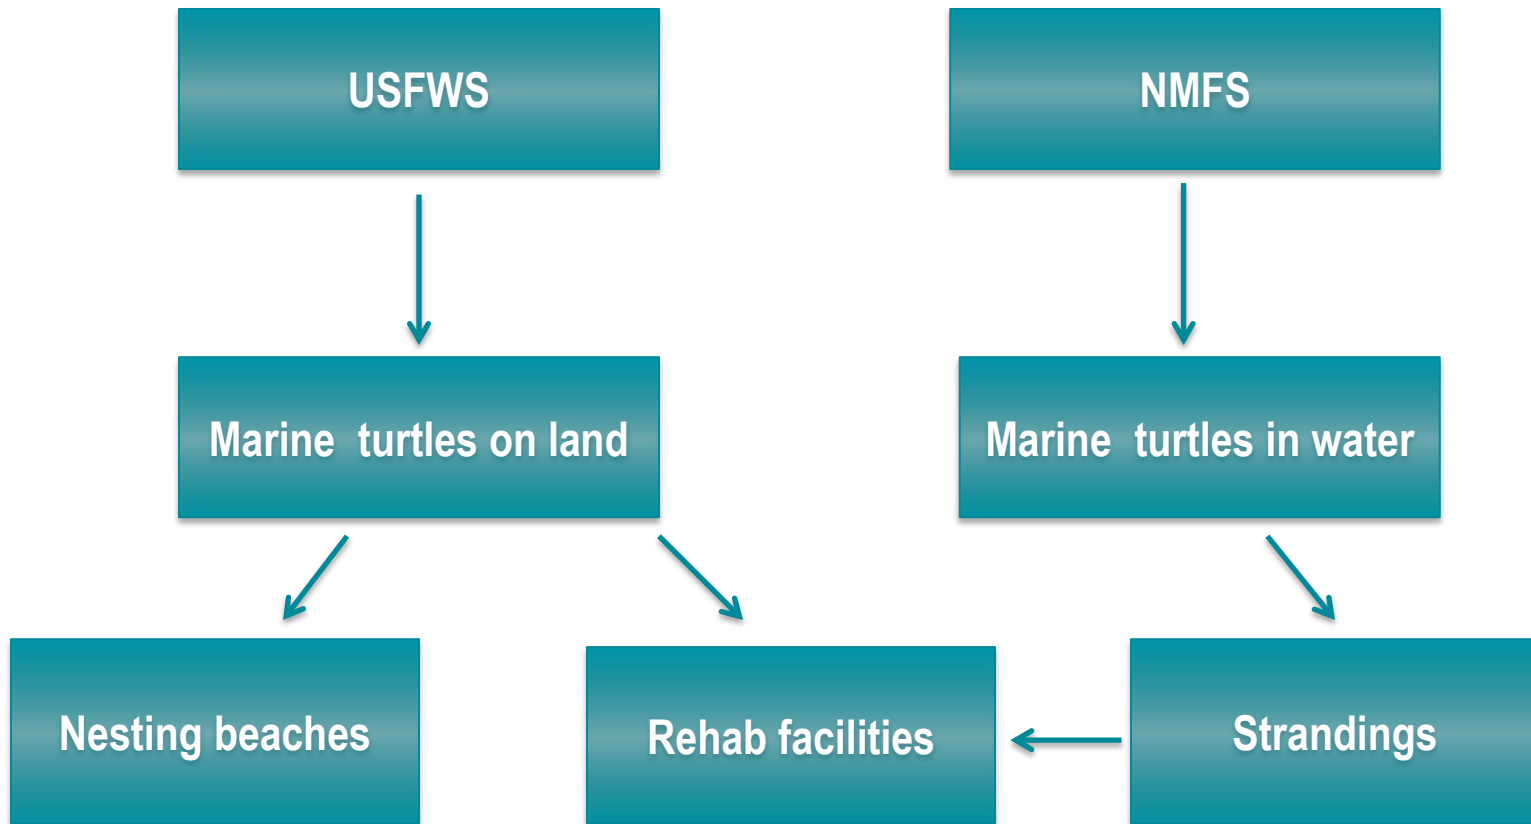 USFWS
NMFS
Marine  turtles on land
Marine  turtles in water
Nesting beaches
Rehab facilities
Strandings